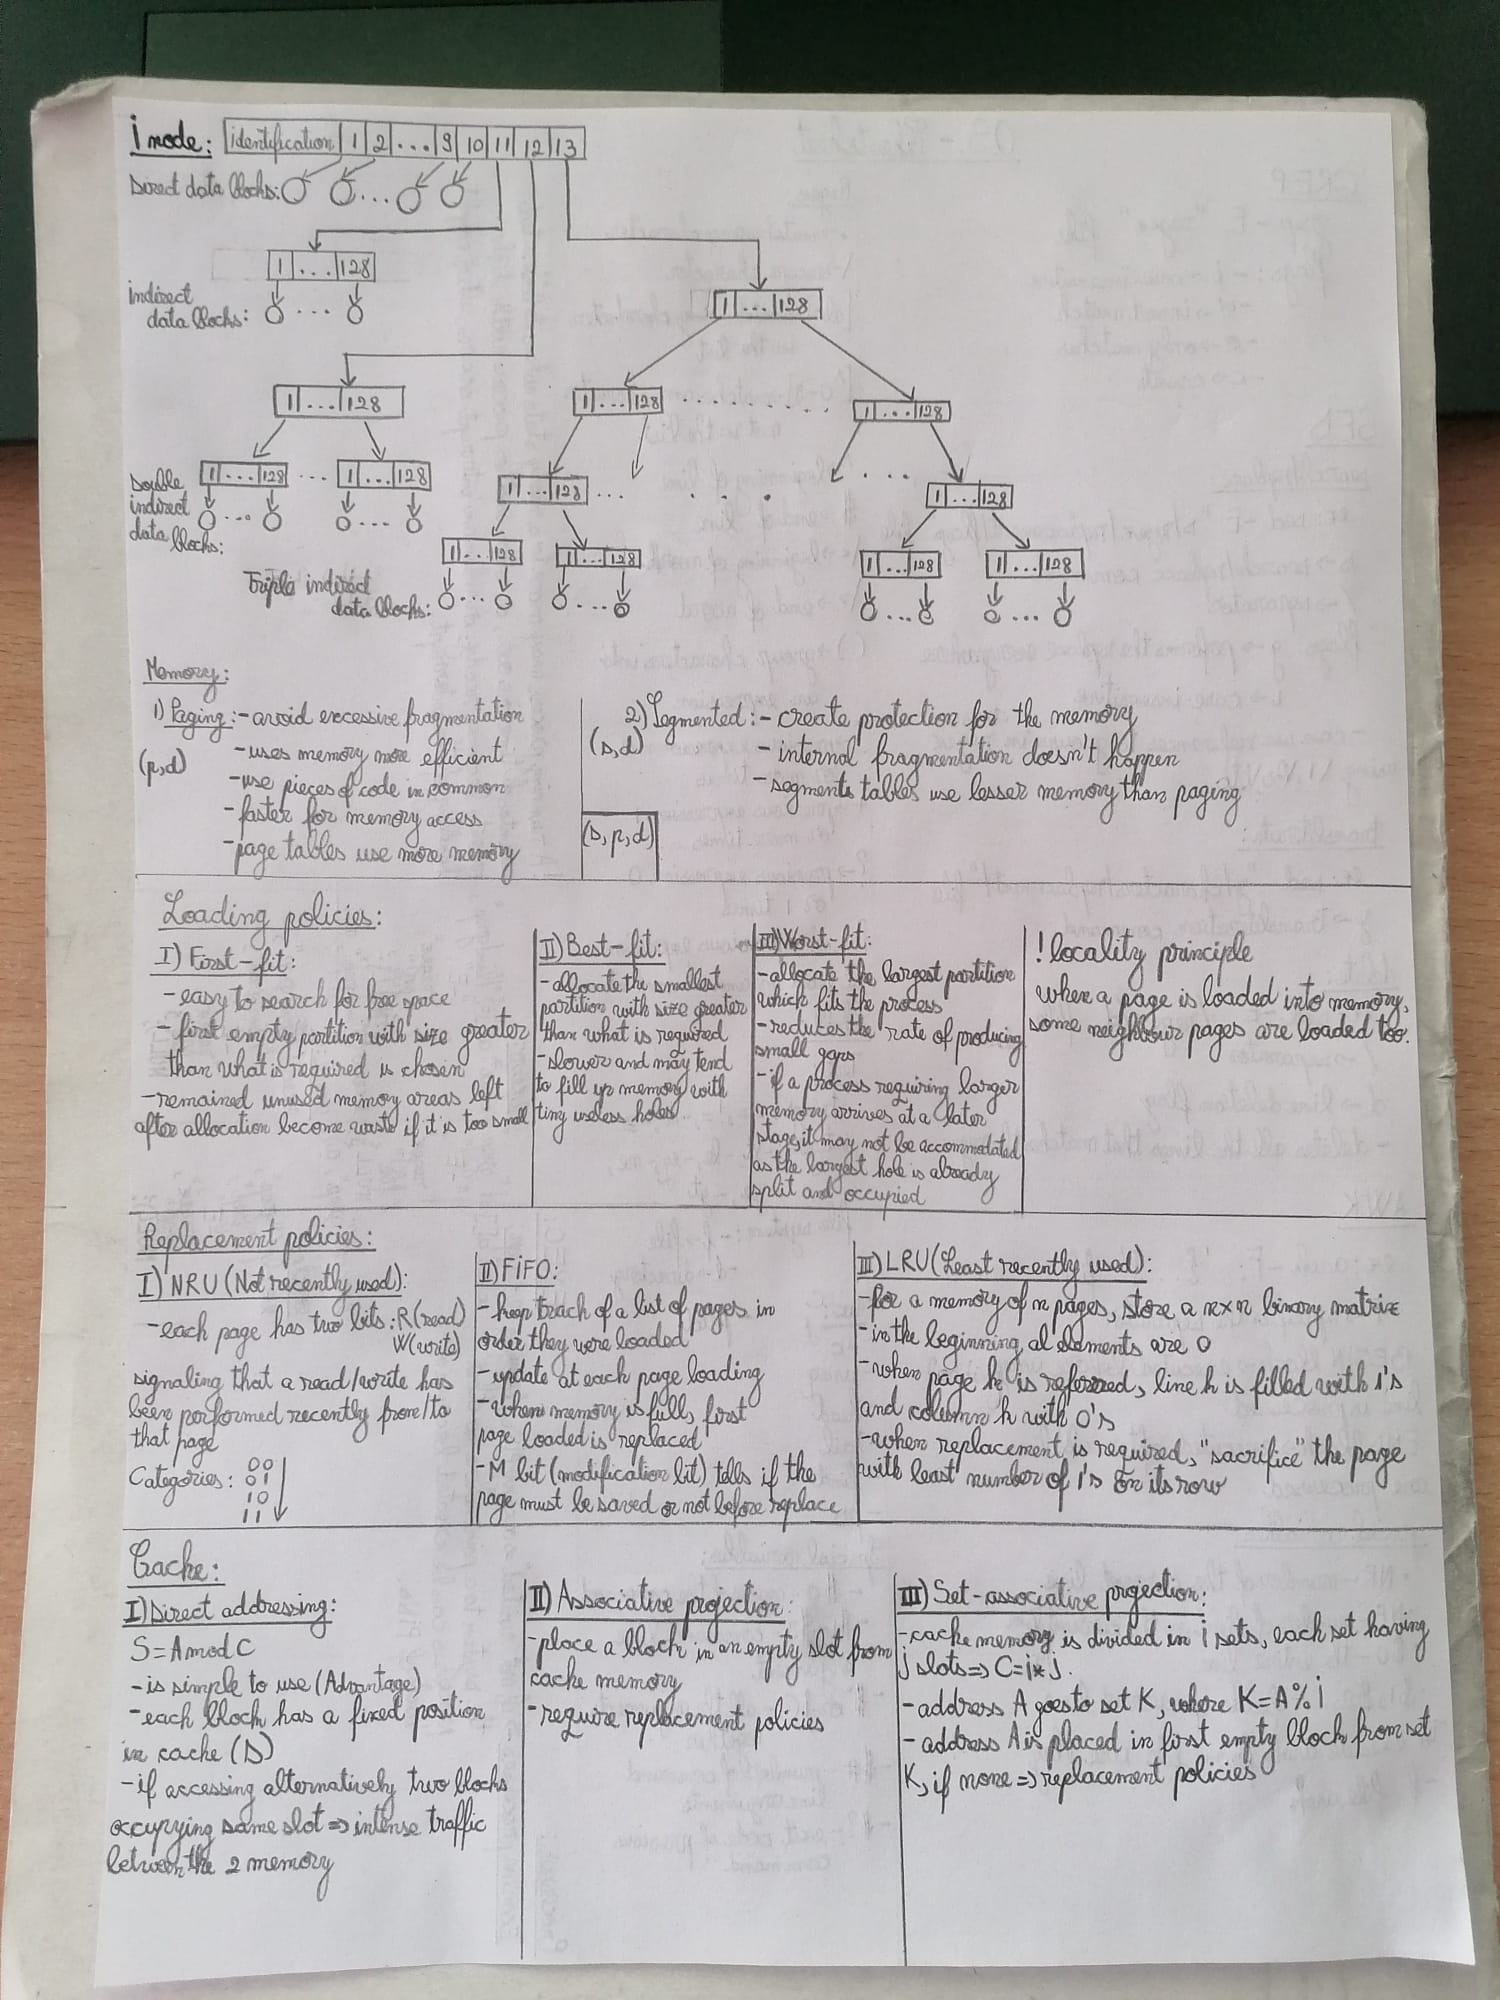 inode: identification 1 2 ... 9 10 11 12 13
Direct data blocks: ...
1 ... 128
indirect
data blocks: ...
1 ... 128
1 ... 128
1 ... 128 ........ 1 ... 128
Double
indirect
data blocks:
1 ... 128 ... 1 ... 128
... ...
1 ... 128 ... . . . ... 1 ... 128
1 ... 128 1 ... 128 1 ... 128 1 ... 128
Triple indirect
data blocks: ... ... ... ...
Memory:
1) Paging: - avoid excessive fragmentation
(p,d)
- uses memory more efficient
- use pieces of code in common
- faster for memory access
- page tables use more memory
2) Segmented: - create protection for the memory
(s,d)
- internal fragmentation doesn't happen
- segments tables use lesser memory than paging
(s,p,d)
Loading policies:
I) First-fit:
- easy to search for free space
- first empty partition with size greater
than what is required is chosen
- remained unused memory areas left
after allocation become waste if it is too small
II) Best-fit:
- allocate the smallest
partition with size greater
than what is required
- slower and may tend
to fill up memory with
tiny useless holes
III) Worst-fit:
- allocate the largest partition
which fits the process
- reduces the rate of producing
small gaps
- if a process requiring larger
memory arrives at a later
stage, it may not be accommodated
as the largest hole is already
split and occupied
! locality principle
when a page is loaded into memory,
some neighbour pages are loaded too.
Replacement policies:
I) NRU (Not recently used):
- each page has two bits: R(read)
W(write)
signaling that a read/write has
been performed recently from/to
that page
Categories: 00
01
10
11
II) FiFO:
- keep track of a list of pages in
order they were loaded
- update at each page loading
- when memory is full, first
page loaded is replaced
- M bit (modification bit) tells if the
page must be saved or not before replace
III) LRU (Least recently used):
- for a memory of n pages, store a nxn binary matrix
- in the beginning al elements are 0
- when page k is refered, line k is filled with 1's
and column k with 0's
- when replacement is required, "sacrifice" the page
with least number of 1's on its row
Cache:
I) Direct addressing:
S = A mod C
- is simple to use (Advantage)
- each block has a fixed position
in cache (S)
- if accessing alternatively two blocks
occupying same slot => intense traffic
between the 2 memory
II) Associative projection:
- place a block in an empty slot from
cache memory
- require replacement policies
III) Set-associative projection:
- cache memory is divided in i sets, each set having
j slots => C = i*j.
- address A goes to set K, where K = A % i
- address A is placed in first empty block from set
K, if none => replacement policies